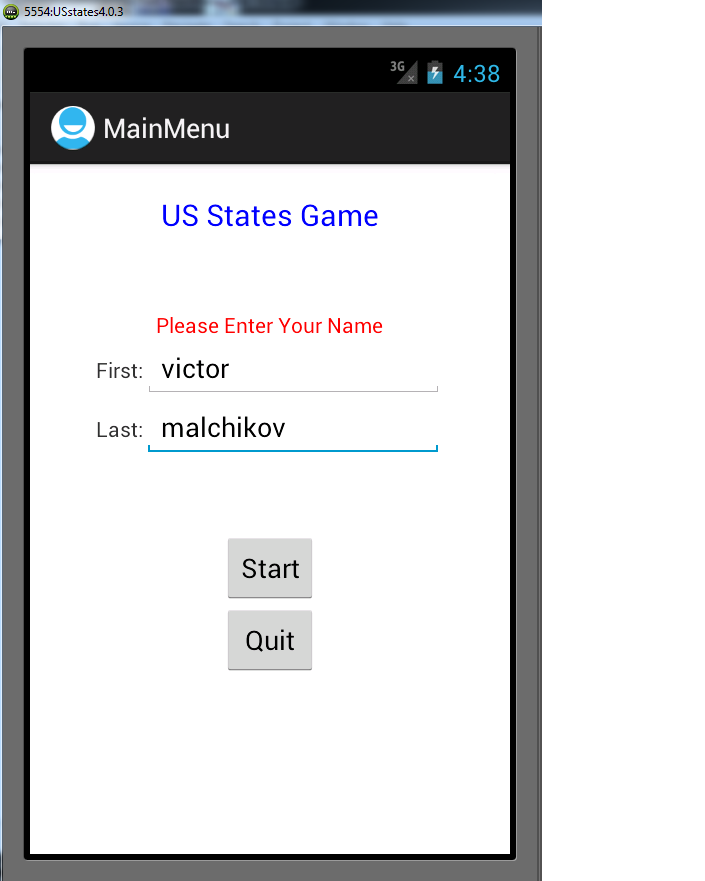 5554:USstates4.0.3
3G 4:38
MainMenu
US States Game
Please Enter Your Name
First: victor
Last: malchikov
Start
Quit